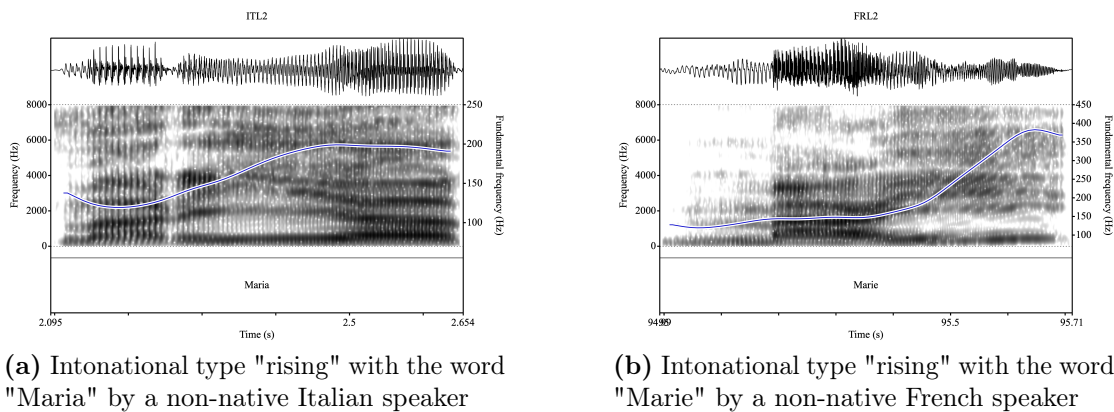 ITL2
8000
6000
4000
2000
0
Frequency (Hz)
250
200
150
100
Fundamental frequency (Hz)
Maria
2.095
2.5
2.654
Time (s)
(a) Intonational type "rising" with the word
"Maria" by a non-native Italian speaker
FRL2
8000
6000
4000
2000
0
Frequency (Hz)
450
400
350
300
250
200
150
100
Fundamental frequency (Hz)
Marie
95.5
95.71
Time (s)
(b) Intonational type "rising" with the word
"Marie" by a non-native French speaker